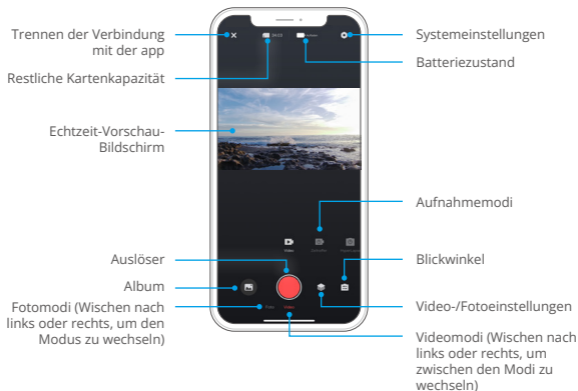 Trennen der Verbindung
mit der app
Restliche Kartenkapazität
Echtzeit-Vorschau-
Bildschirm
Auslöser
Album
Fotomodi (Wischen nach
links oder rechts, um den
Modus zu wechseln)
Video
Systemeinstellungen
Batteriezustand
Aufnahmemodi
Blickwinkel
Video-/Fotoeinstellungen
Videomodi (Wischen nach
links oder rechts, um
zwischen den Modi zu
wechseln)